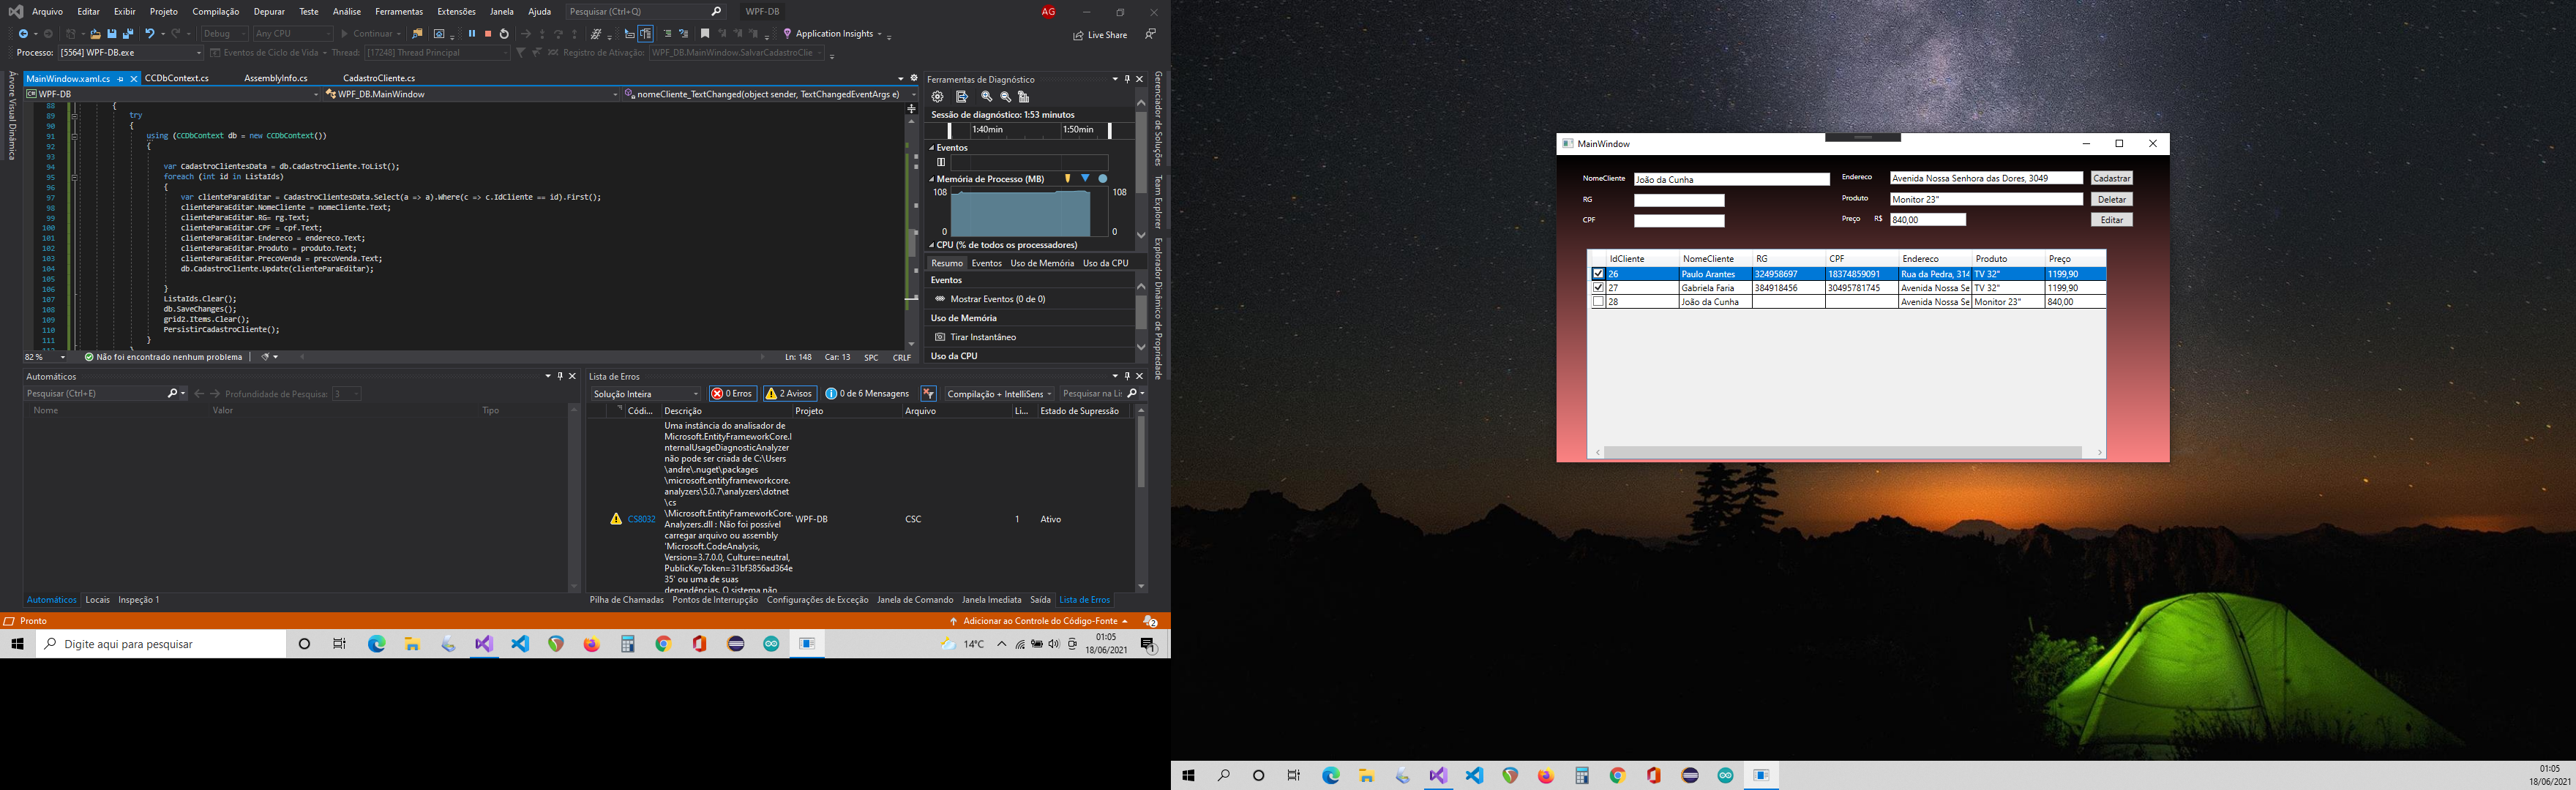 Arquivo Editar Exibir Projeto Compilação Depurar Teste Análise Ferramentas Extensões Janela Ajuda Pesquisar (Ctrl+Q) WPF-DB AG
Debug Any CPU Continuar Application Insights Live Share
Processo: [5564] WPF-DB.exe Eventos de Ciclo de Vida Thread: [17248] Thread Principal Registro de Ativação: WPF_DB.MainWindow.SalvarCadastroClie
Árvore Visual Dinâmica
MainWindow.xaml.cs CCDbContext.cs AssemblyInfo.cs CadastroCliente.cs
WPF-DB WPF_DB.MainWindow nomeCliente_TextChanged(object sender, TextChangedEventArgs e)
88 {
89 try
90 {
91 using (CCDbContext db = new CCDbContext())
92 {
93
94 var CadastroClientesData = db.CadastroCliente.ToList();
95 foreach (int id in ListaIds)
96 {
97 var clienteParaEditar = CadastroClientesData.Select(a => a).Where(c => c.IdCliente == id).First();
98 clienteParaEditar.NomeCliente = nomeCliente.Text;
99 clienteParaEditar.RG= rg.Text;
100 clienteParaEditar.CPF = cpf.Text;
101 clienteParaEditar.Endereco = endereco.Text;
102 clienteParaEditar.Produto = produto.Text;
103 clienteParaEditar.PrecoVenda = precoVenda.Text;
104 db.CadastroCliente.Update(clienteParaEditar);
105
106 }
107 ListaIds.Clear();
108 db.SaveChanges();
109 grid2.Items.Clear();
110 PersistirCadastroCliente();
111 }
82 % Não foi encontrado nenhum problema Ln: 148 Car: 13 SPC CRLF
Ferramentas de Diagnóstico
Sessão de diagnóstico: 1:53 minutos
1:40min 1:50min
Eventos
Memória de Processo (MB)
108 108
0 0
CPU (% de todos os processadores)
Resumo Eventos Uso de Memória Uso da CPU
Eventos
Mostrar Eventos (0 de 0)
Uso de Memória
Tirar Instantâneo
Uso da CPU
Gerenciador de Soluções
Team Explorer
Explorador Dinâmico de Propriedade
Automáticos
Pesquisar (Ctrl+E) Profundidade de Pesquisa: 3
Nome Valor Tipo
Automáticos Locais Inspeção 1
Lista de Erros
Solução Inteira 0 Erros 2 Avisos 0 de 6 Mensagens Compilação + IntelliSens Pesquisar na Lis
Códi... Descrição Projeto Arquivo Li... Estado de Supressão
Uma instância do analisador de
Microsoft.EntityFrameworkCore.I
nternalUsageDiagnosticAnalyzer
não pode ser criada de C:\Users
\andre\.nuget\packages
\microsoft.entityframeworkcore.
analyzers\5.0.7\analyzers\dotnet
\cs
\Microsoft.EntityFrameworkCore.
Analyzers.dll : Não foi possível
carregar arquivo ou assembly
'Microsoft.CodeAnalysis,
Version=3.7.0.0, Culture=neutral,
PublicKeyToken=31bf3856ad364e
35' ou uma de suas
dependências. O sistema não
CS8032 WPF-DB CSC 1 Ativo
Pilha de Chamadas Pontos de Interrupção Configurações de Exceção Janela de Comando Janela Imediata Saída Lista de Erros
Pronto Adicionar ao Controle do Código-Fonte 2
Digite aqui para pesquisar 14°C 01:05
18/06/2021 1
MainWindow
NomeCliente João da Cunha Endereco Avenida Nossa Senhora das Dores, 3049 Cadastrar
RG Produto Monitor 23" Deletar
CPF Preço R$ 840,00 Editar
IdCliente NomeCliente RG CPF Endereco Produto Preço
26 Paulo Arantes 324958697 18374859091 Rua da Pedra, 314 TV 32" 1199,90
27 Gabriela Faria 384918456 30495781745 Avenida Nossa Se TV 32" 1199,90
28 João da Cunha Avenida Nossa Se Monitor 23" 840,00
01:05
18/06/2021